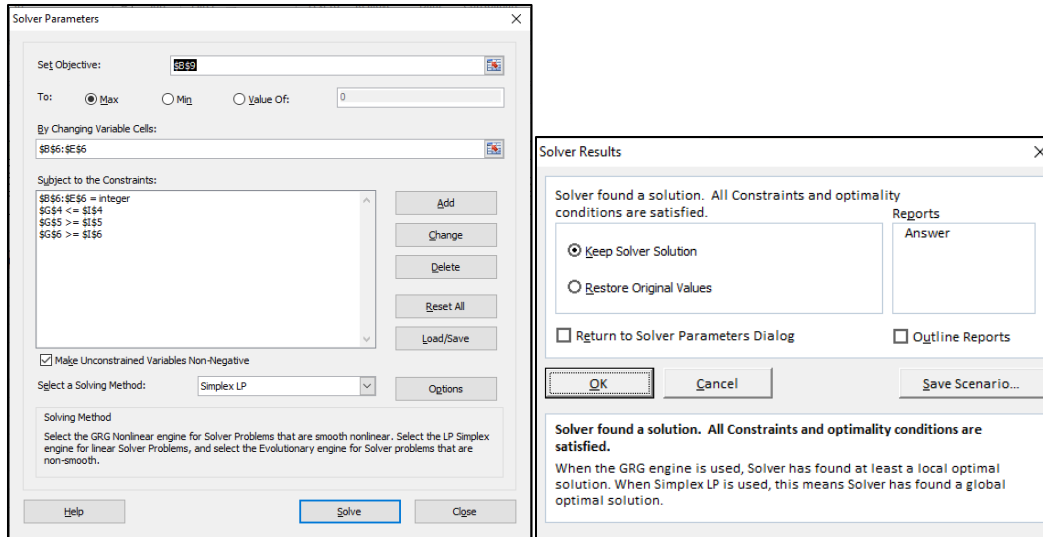 Solver Parameters
Set Objective:
$B$9
To:
Max
Min
Value Of:
0
By Changing Variable Cells:
$B$6:$E$6
Subject to the Constraints:
$B$6:$E$6 = integer
$G$4 <= $I$4
$G$5 >= $I$5
$G$6 >= $I$6
Add
Change
Delete
Reset All
Load/Save
Make Unconstrained Variables Non-Negative
Select a Solving Method:
Simplex LP
Options
Solving Method
Select the GRG Nonlinear engine for Solver Problems that are smooth nonlinear. Select the LP Simplex
engine for linear Solver Problems, and select the Evolutionary engine for Solver problems that are
non-smooth.
Help
Solve
Close
Solver Results
Solver found a solution. All Constraints and optimality
conditions are satisfied.
Reports
Answer
Keep Solver Solution
Restore Original Values
Return to Solver Parameters Dialog
Outline Reports
OK
Cancel
Save Scenario...
Solver found a solution. All Constraints and optimality conditions are
satisfied.
When the GRG engine is used, Solver has found at least a local optimal
solution. When Simplex LP is used, this means Solver has found a global
optimal solution.